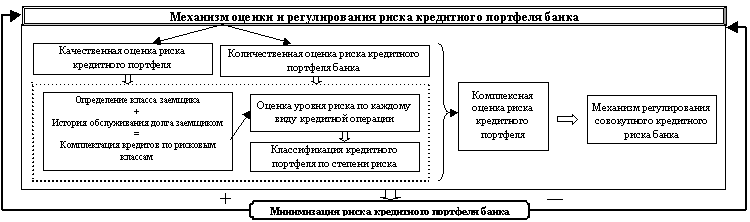 Механизм оценки и регулирования риска кредитного портфеля банка
Качественная оценка риска
кредитного портфеля
Количественная оценка риска кредитного
портфеля банка
Определение класса заемщика
+
История обслуживания долга заемщиком
=
Комплектация кредитов по рисковым
классам
Оценка уровня риска по каждому
виду кредитной операции
Классификация кредитного
портфеля по степени риска
Комплексная
оценка риска
кредитного
портфеля
Механизм регулирования
совокупного кредитного
риска банка
+
—
Минимизация риска кредитного портфеля банка